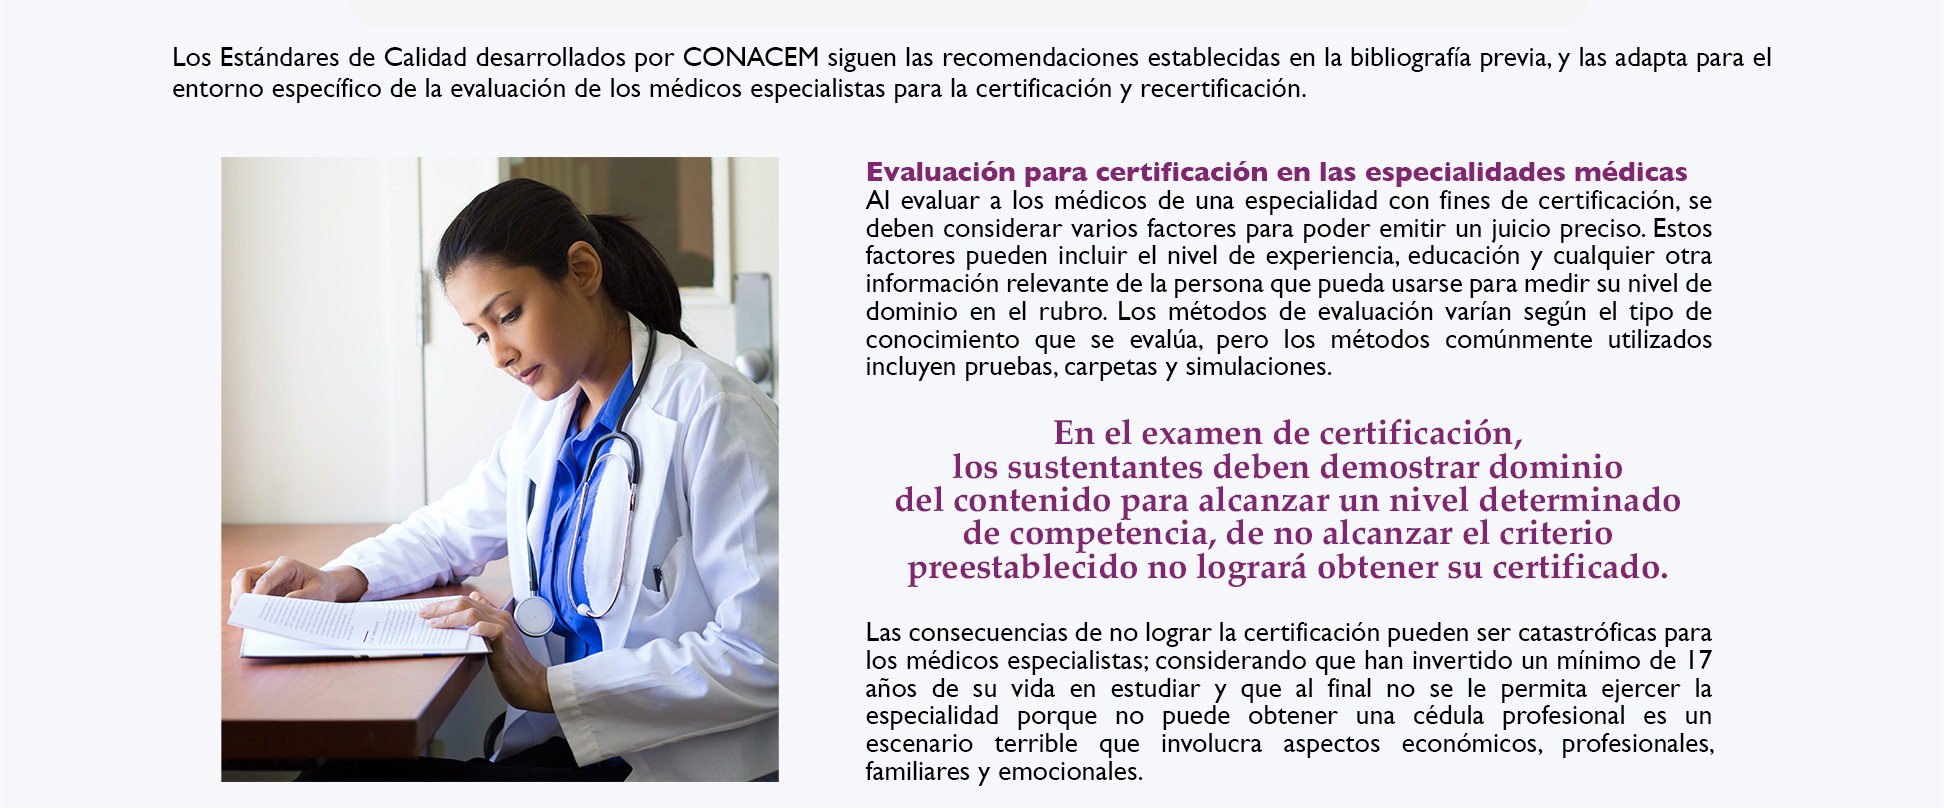 Los Estándares de Calidad desarrollados por CONACEM siguen las recomendaciones establecidas en la bibliografía previa, y las adapta para el
entorno específico de la evaluación de los médicos especialistas para la certificación y recertificación.
Evaluación para certificación en las especialidades médicas
Al evaluar a los médicos de una especialidad con fines de certificación, se
deben considerar varios factores para poder emitir un juicio preciso. Estos
factores pueden incluir el nivel de experiencia, educación y cualquier otra
información relevante de la persona que pueda usarse para medir su nivel de
dominio en el rubro. Los métodos de evaluación varían según el tipo de
conocimiento que se evalúa, pero los métodos comúnmente utilizados
incluyen pruebas, carpetas y simulaciones.
En el examen de certificación,
los sustentantes deben demostrar dominio
del contenido para alcanzar un nivel determinado
de competencia, de no alcanzar el criterio
preestablecido no logrará obtener su certificado.
Las consecuencias de no lograr la certificación pueden ser catastróficas para
los médicos especialistas; considerando que han invertido un mínimo de 17
años de su vida en estudiar y que al final no se le permita ejercer la
especialidad porque no puede obtener una cédula profesional es un
escenario terrible que involucra aspectos económicos, profesionales,
familiares y emocionales.